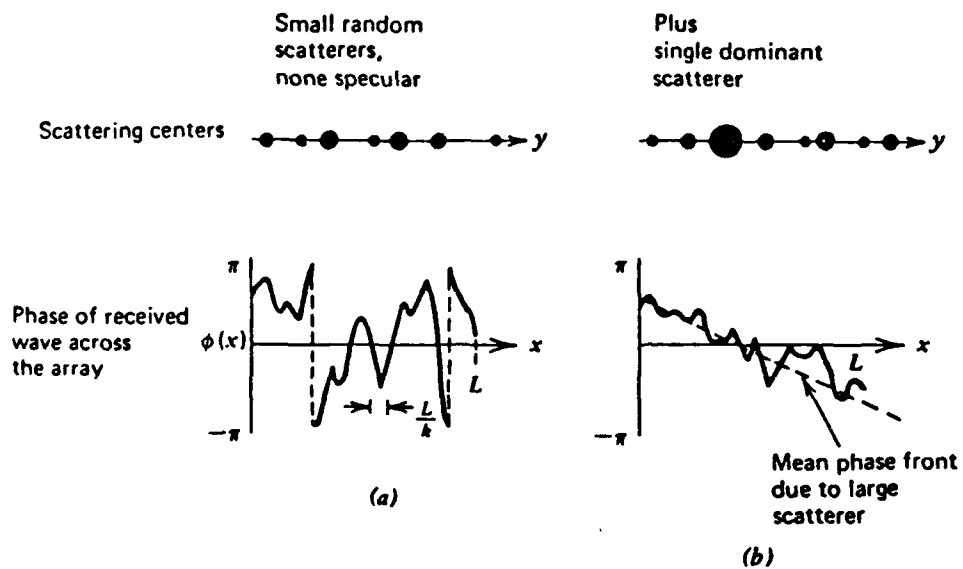 Small random
scatterers,
none specular
Plus
single dominant
scatterer
Scattering centers
y
y
π
π
Phase of received
wave across
the array
ϕ(x)
x
x
L
L
L
k
−π
−π
Mean phase front
due to large
scatterer
(a)
(b)